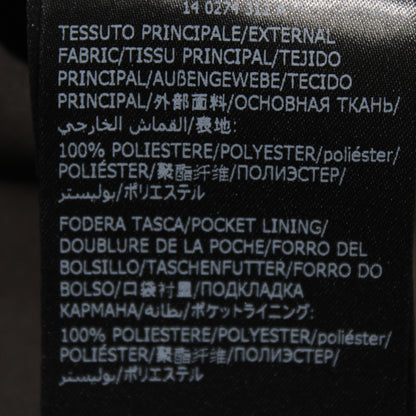 14 0274
TESSUTO PRINCIPALE/EXTERNAL
FABRIC/TISSU PRINCIPAL/TEJIDO
PRINCIPAL/AUßENGEWEBE/TECIDO
PRINCIPAL/外部面料/ОСНОВНАЯ ТКАНЬ/
القماش الخارجي/表地:
100% POLIESTERE/POLYESTER/poliéster/
POLIÉSTER/聚酯纤维/ПОЛИЭСТЕР/
بوليستر/ポリエステル
FODERA TASCA/POCKET LINING/
DOUBLURE DE LA POCHE/FORRO DEL
BOLSILLO/TASCHENFUTTER/FORRO DO
BOLSO/口袋衬里/ПОДКЛАДКА
КАРМАНА/بطانه/ポケットライニング:
100% POLIESTERE/POLYESTER/poliéster/
POLIÉSTER/聚酯纤维/ПОЛИЭСТЕР/
بوليستر/ポリエステル